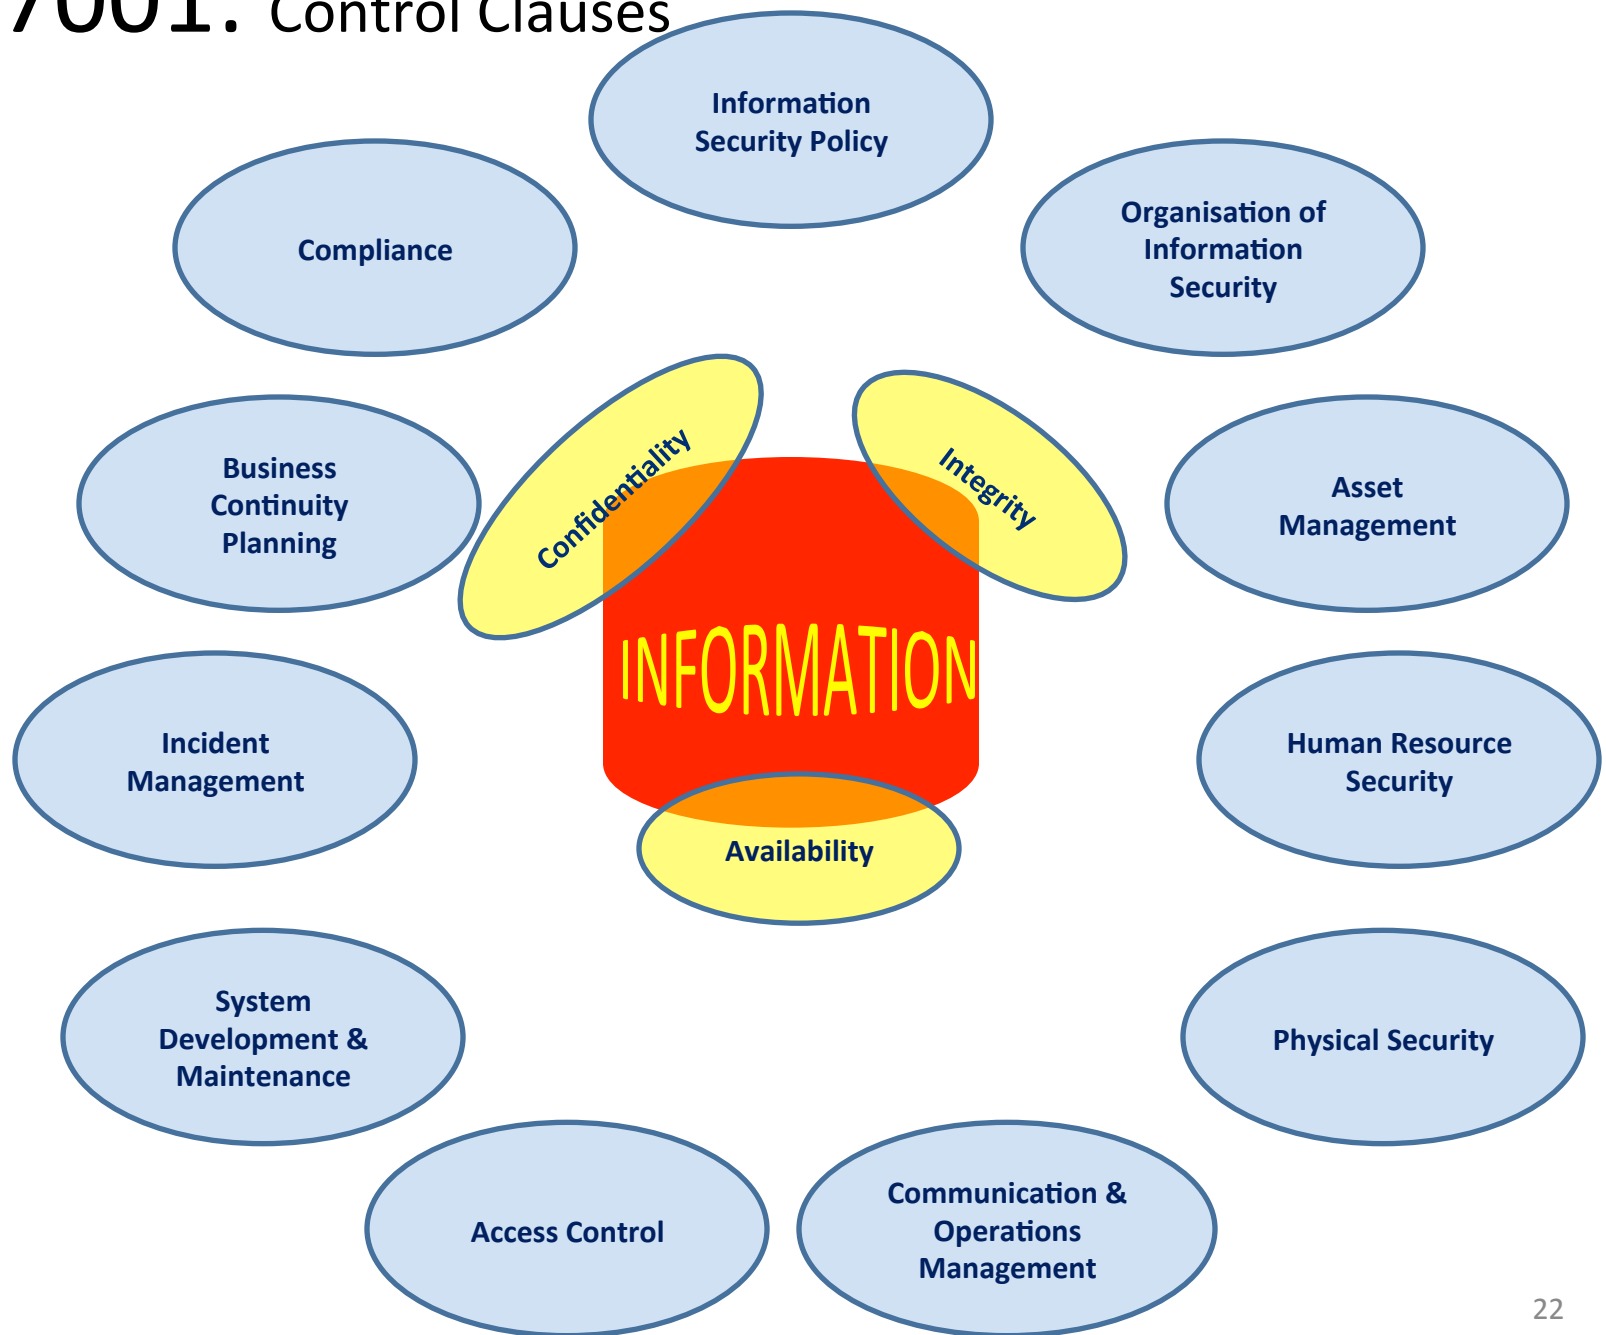 7001: Control Clauses
Information
Security Policy
Organisation of
Information
Security
Compliance
Confidentiality
Integrity
Business
Continuity
Planning
Asset
Management
INFORMATION
Incident
Management
Human Resource
Security
Availability
System
Development &
Maintenance
Physical Security
Access Control
Communication &
Operations
Management
22